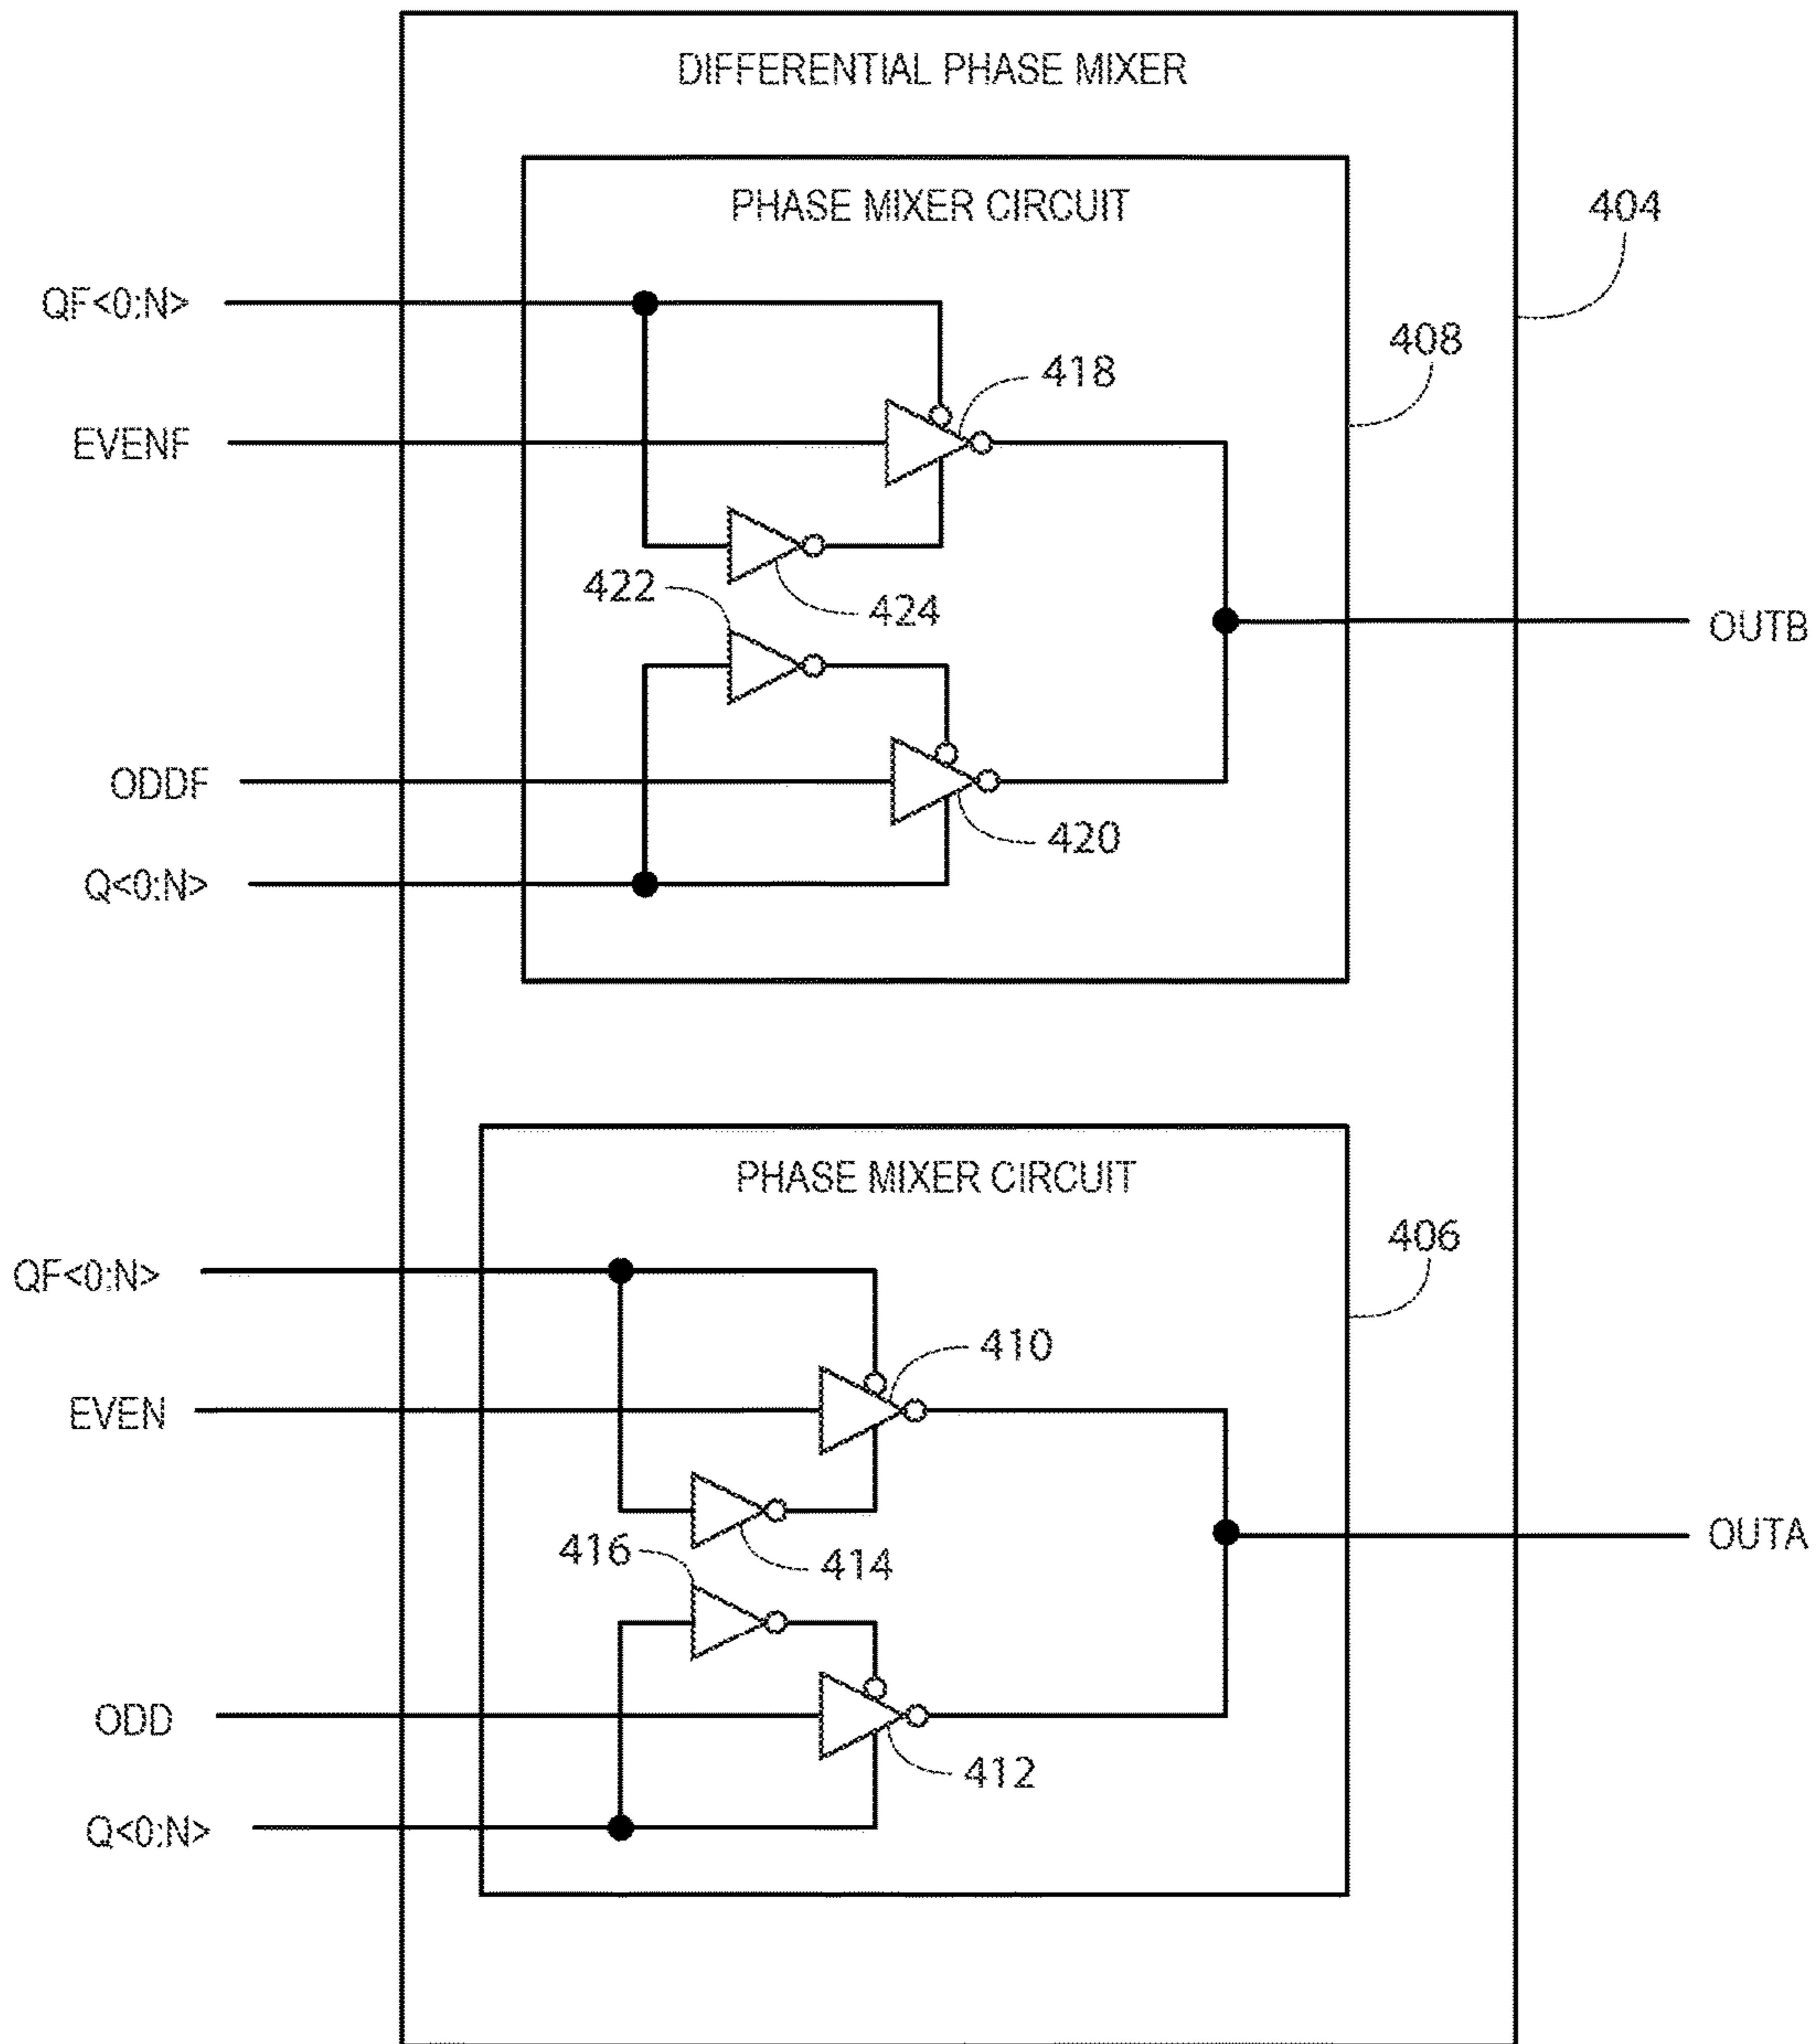 DIFFERENTIAL PHASE MIXER
PHASE MIXER CIRCUIT
404
QF<0:N>
408
418
EVENF
422
424
OUTB
ODDF
420
Q<0:N>
PHASE MIXER CIRCUIT
406
QF<0:N>
410
EVEN
416
414
OUTA
ODD
412
Q<0:N>